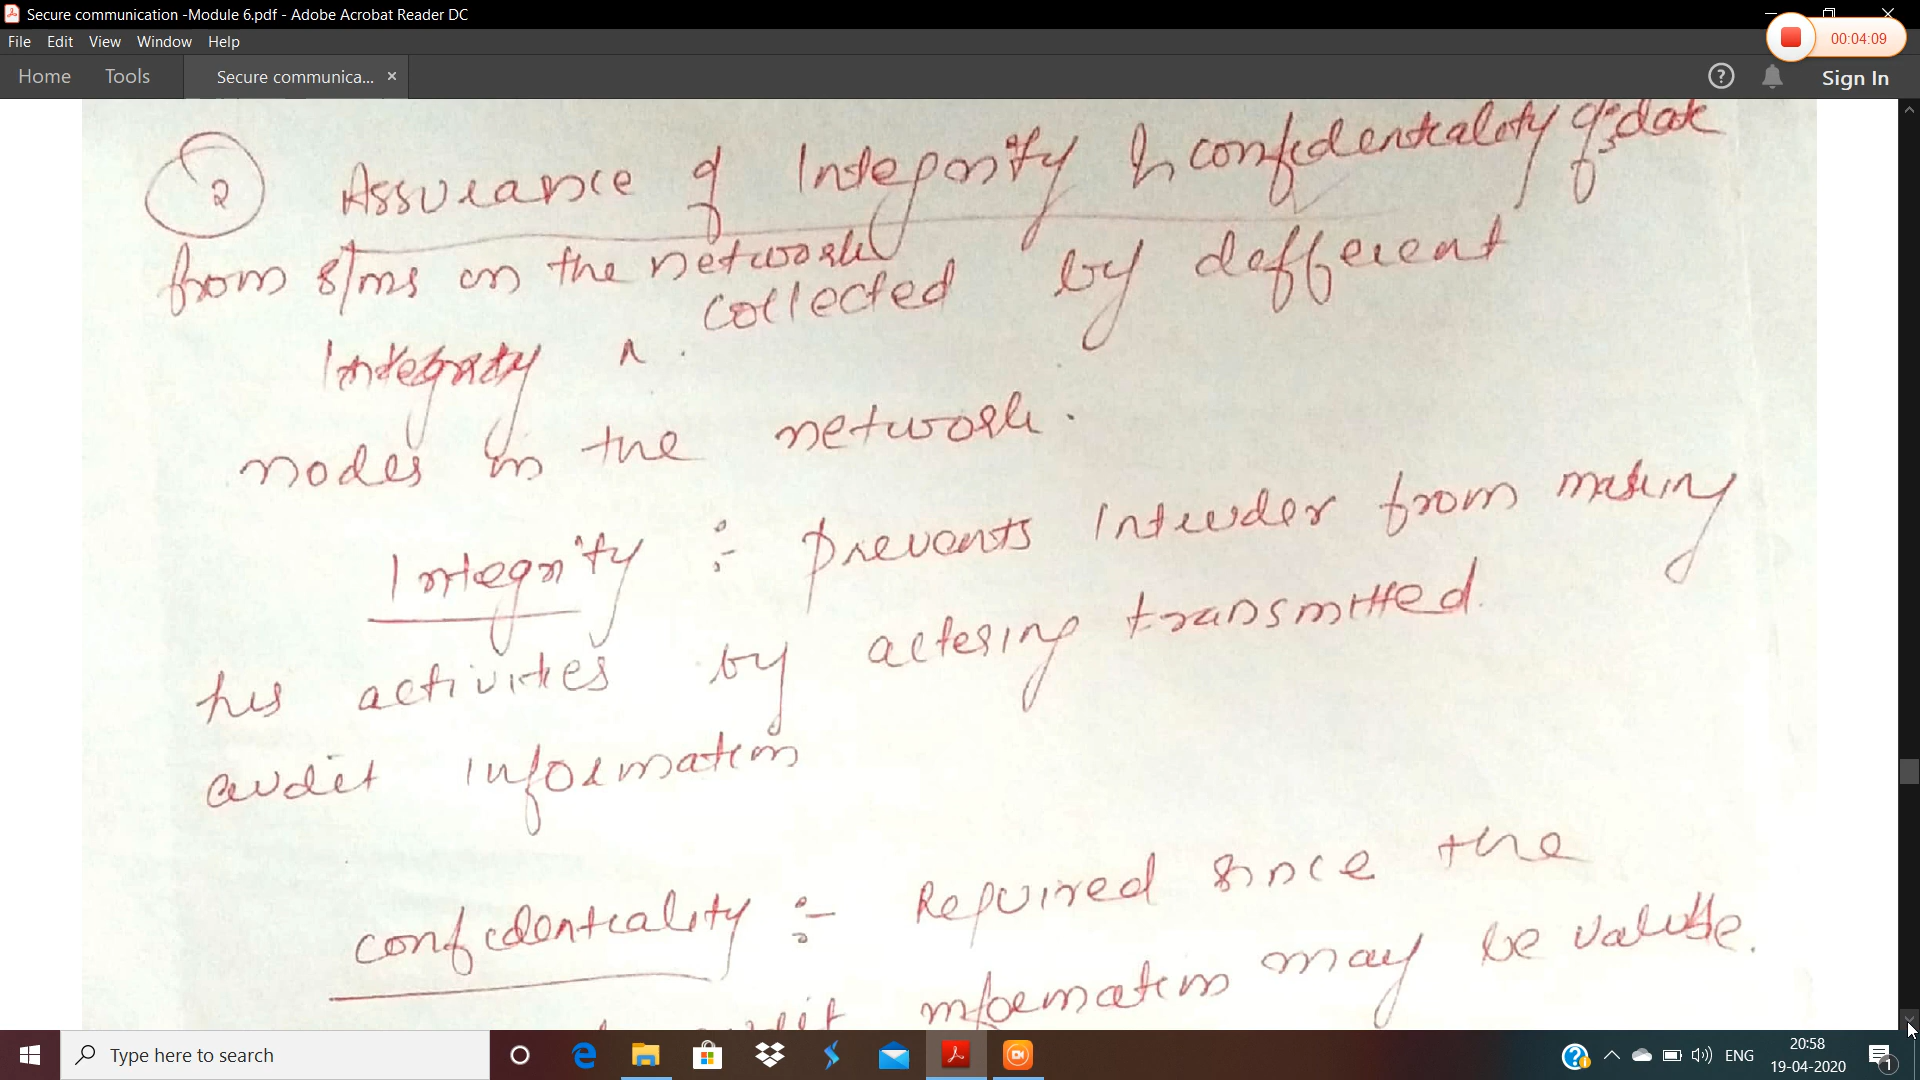 Secure communication -Module 6.pdf - Adobe Acrobat Reader DC
File Edit View Window Help
00:04:09
Home Tools Secure communica... × Sign In
2 Assurance of Integrity & confidentiality of data
from s/ms on the network
collected by different
Integrity
nodes in the network.
Integrity :- prevents Intruder from making
his activities by altering transmitted
audit information
confidentiality :- Required since the
audit information may be valuable.
Type here to search
ENG
20:58
19-04-2020
1